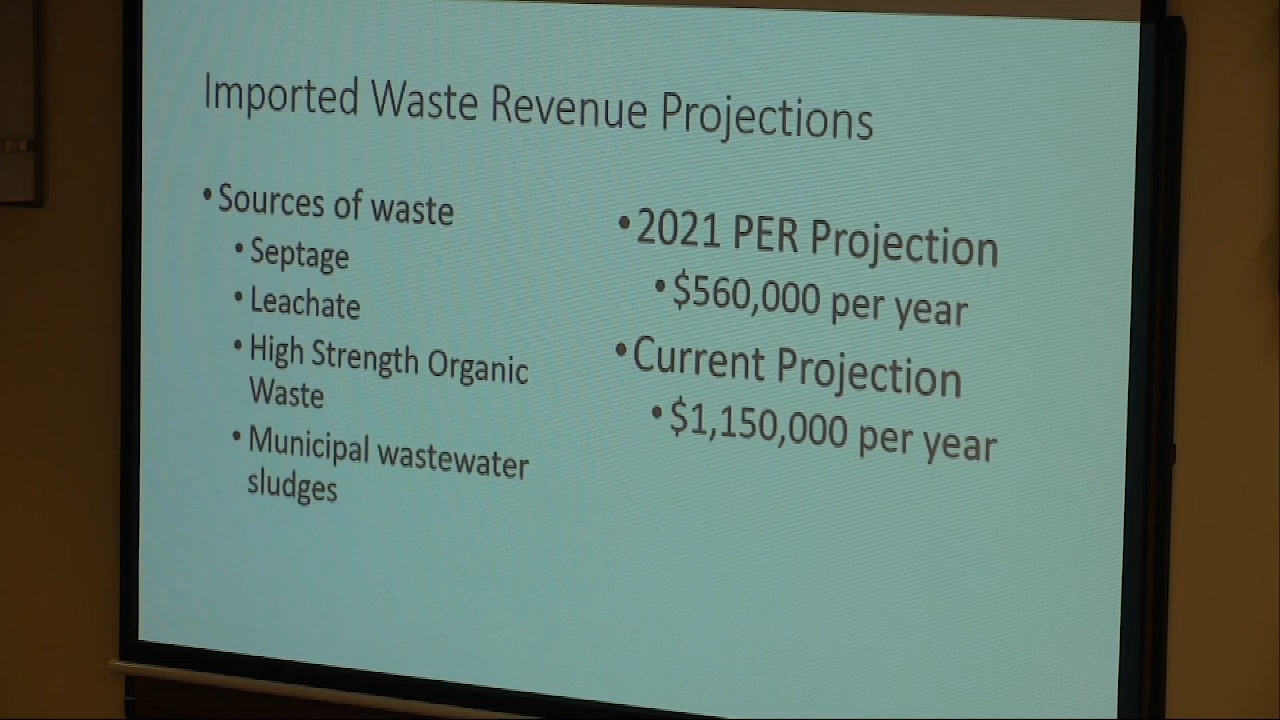 Imported Waste Revenue Projections
• Sources of waste
• Septage
• Leachate
• High Strength Organic
Waste
• Municipal wastewater
sludges
• 2021 PER Projection
• $560,000 per year
• Current Projection
• $1,150,000 per year